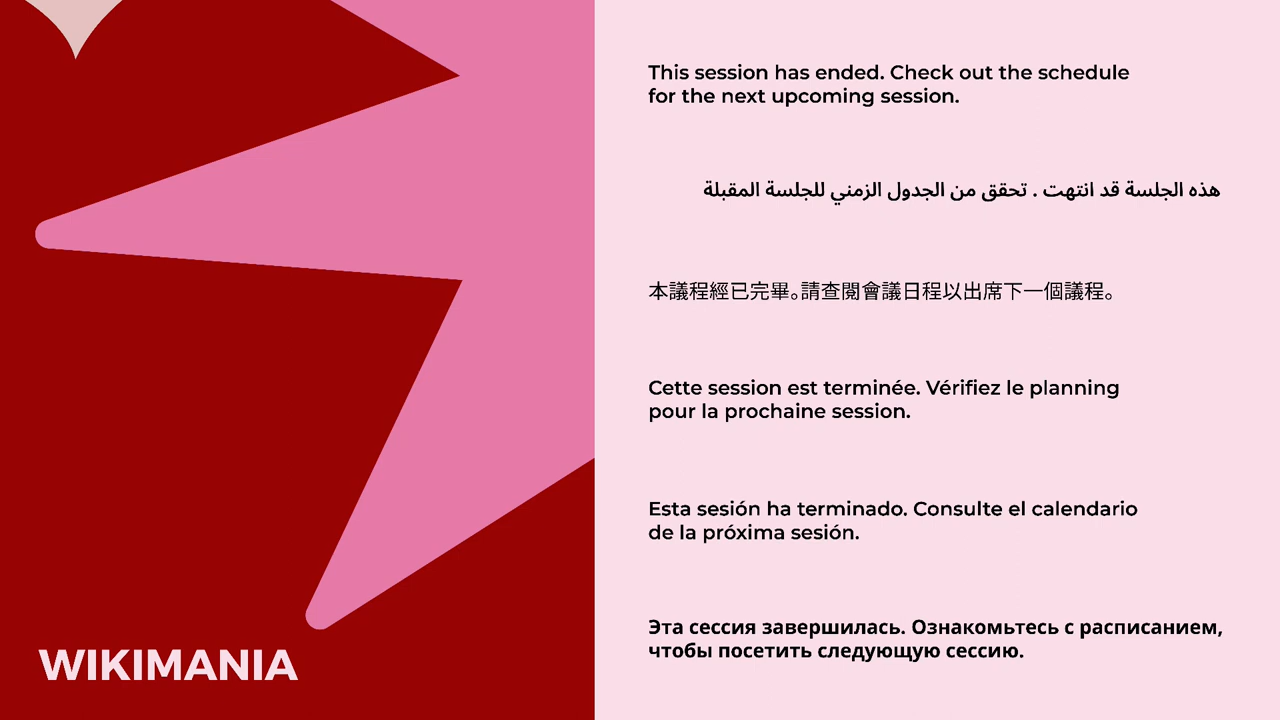 This session has ended. Check out the schedule
for the next upcoming session.
هذه الجلسة قد انتهت . تحقق من الجدول الزمني للجلسة المقبلة
本議程經已完畢。請查閱會議日程以出席下一個議程。
Cette session est terminée. Vérifiez le planning
pour la prochaine session.
Esta sesión ha terminado. Consulte el calendario
de la próxima sesión.
Эта сессия завершилась. Ознакомьтесь с расписанием,
чтобы посетить следующую сессию.
WIKIMANIA